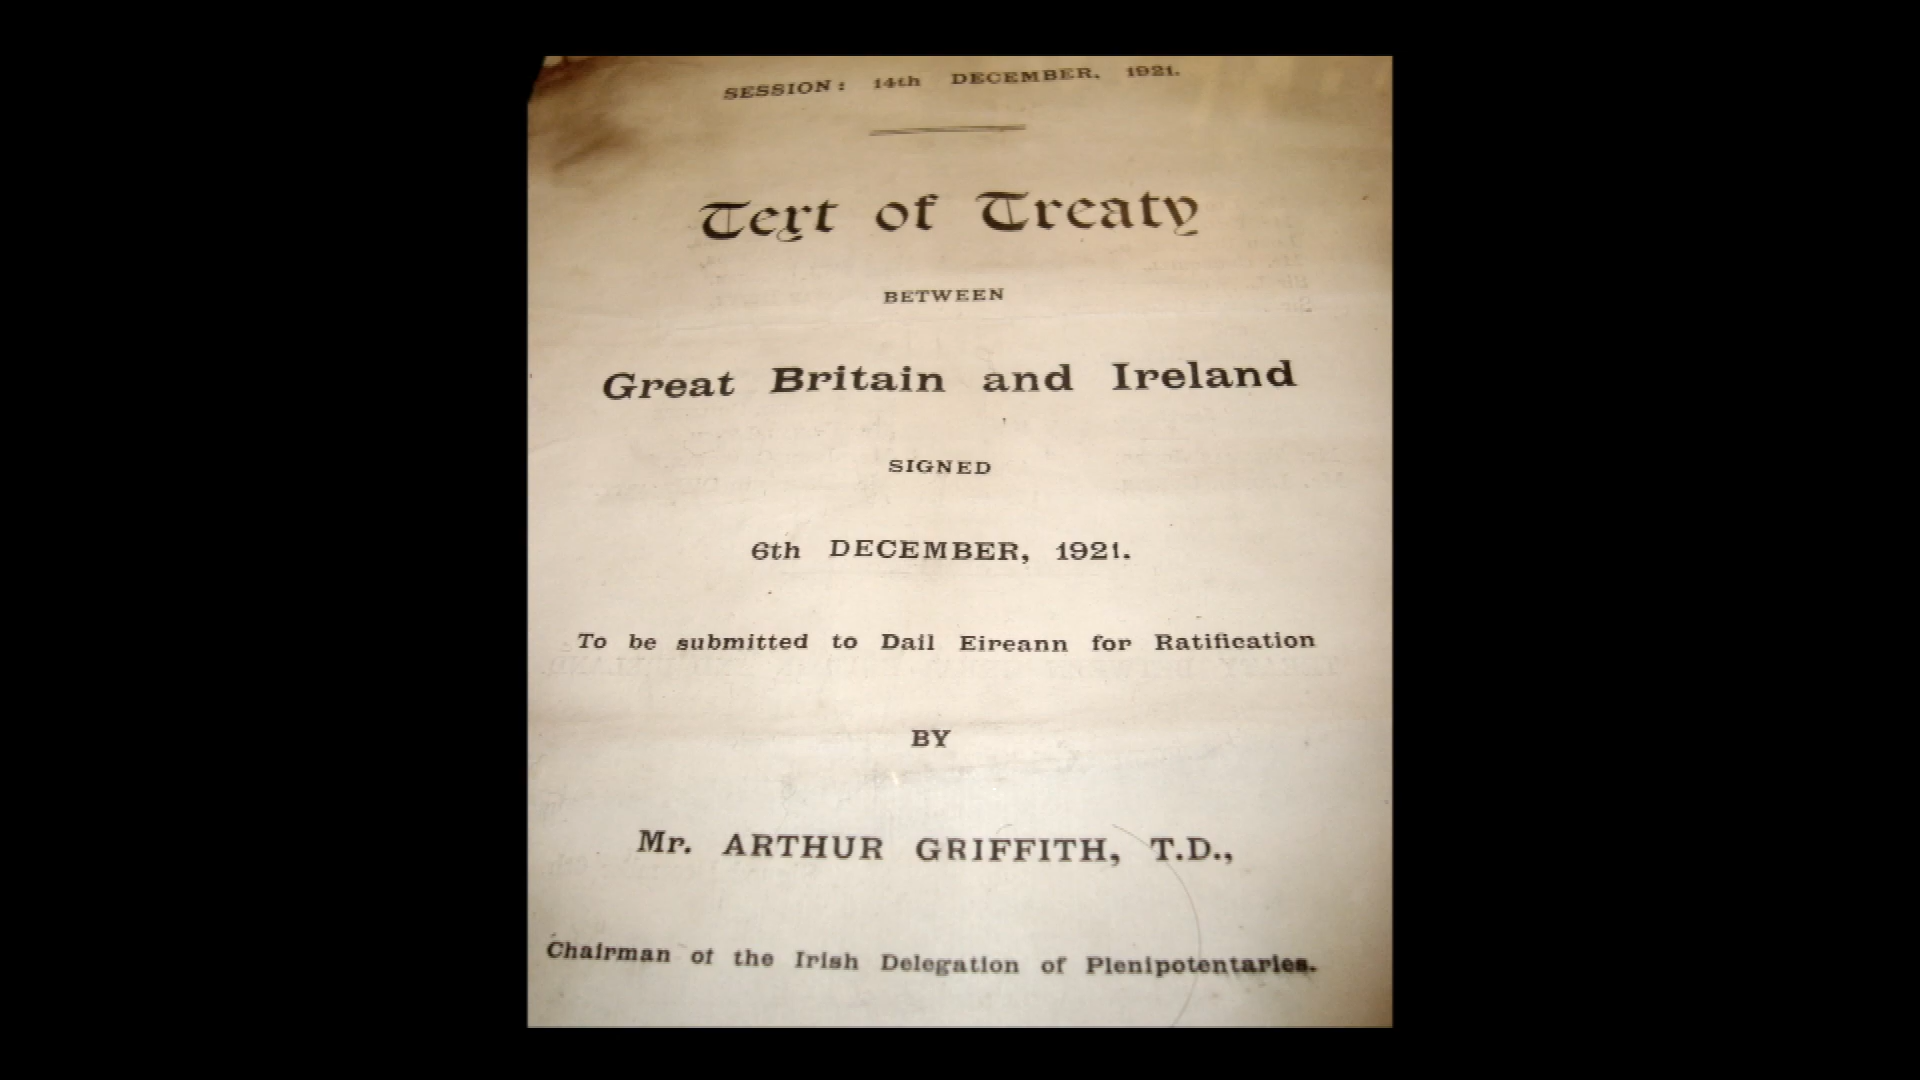 SESSION: 14th DECEMBER, 1921.
Text of Treaty
BETWEEN
Great Britain and Ireland
SIGNED
6th DECEMBER, 1921.
To be submitted to Dail Eireann for Ratification
BY
Mr. ARTHUR GRIFFITH, T.D.,
Chairman of the Irish Delegation of Plenipotentaries.